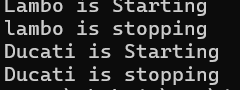 Lambo is Starting
lambo is stopping
Ducati is Starting
Ducati is stopping